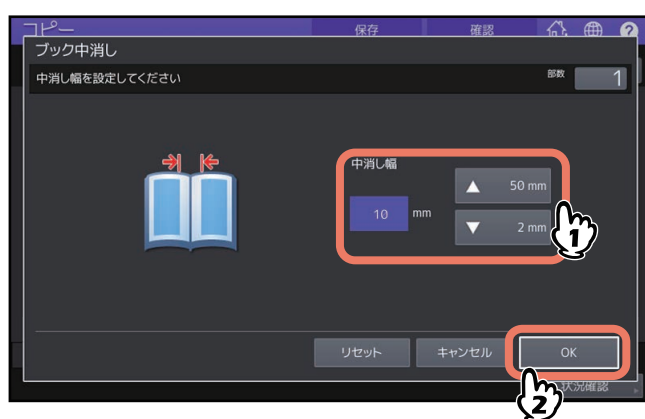 コピー 保存 確認
ブック中消し
中消し幅を設定してください 部数 1
中消し幅
▲ 50 mm
10 mm
▼ 2 mm
1
リセット キャンセル OK
2
状況確認